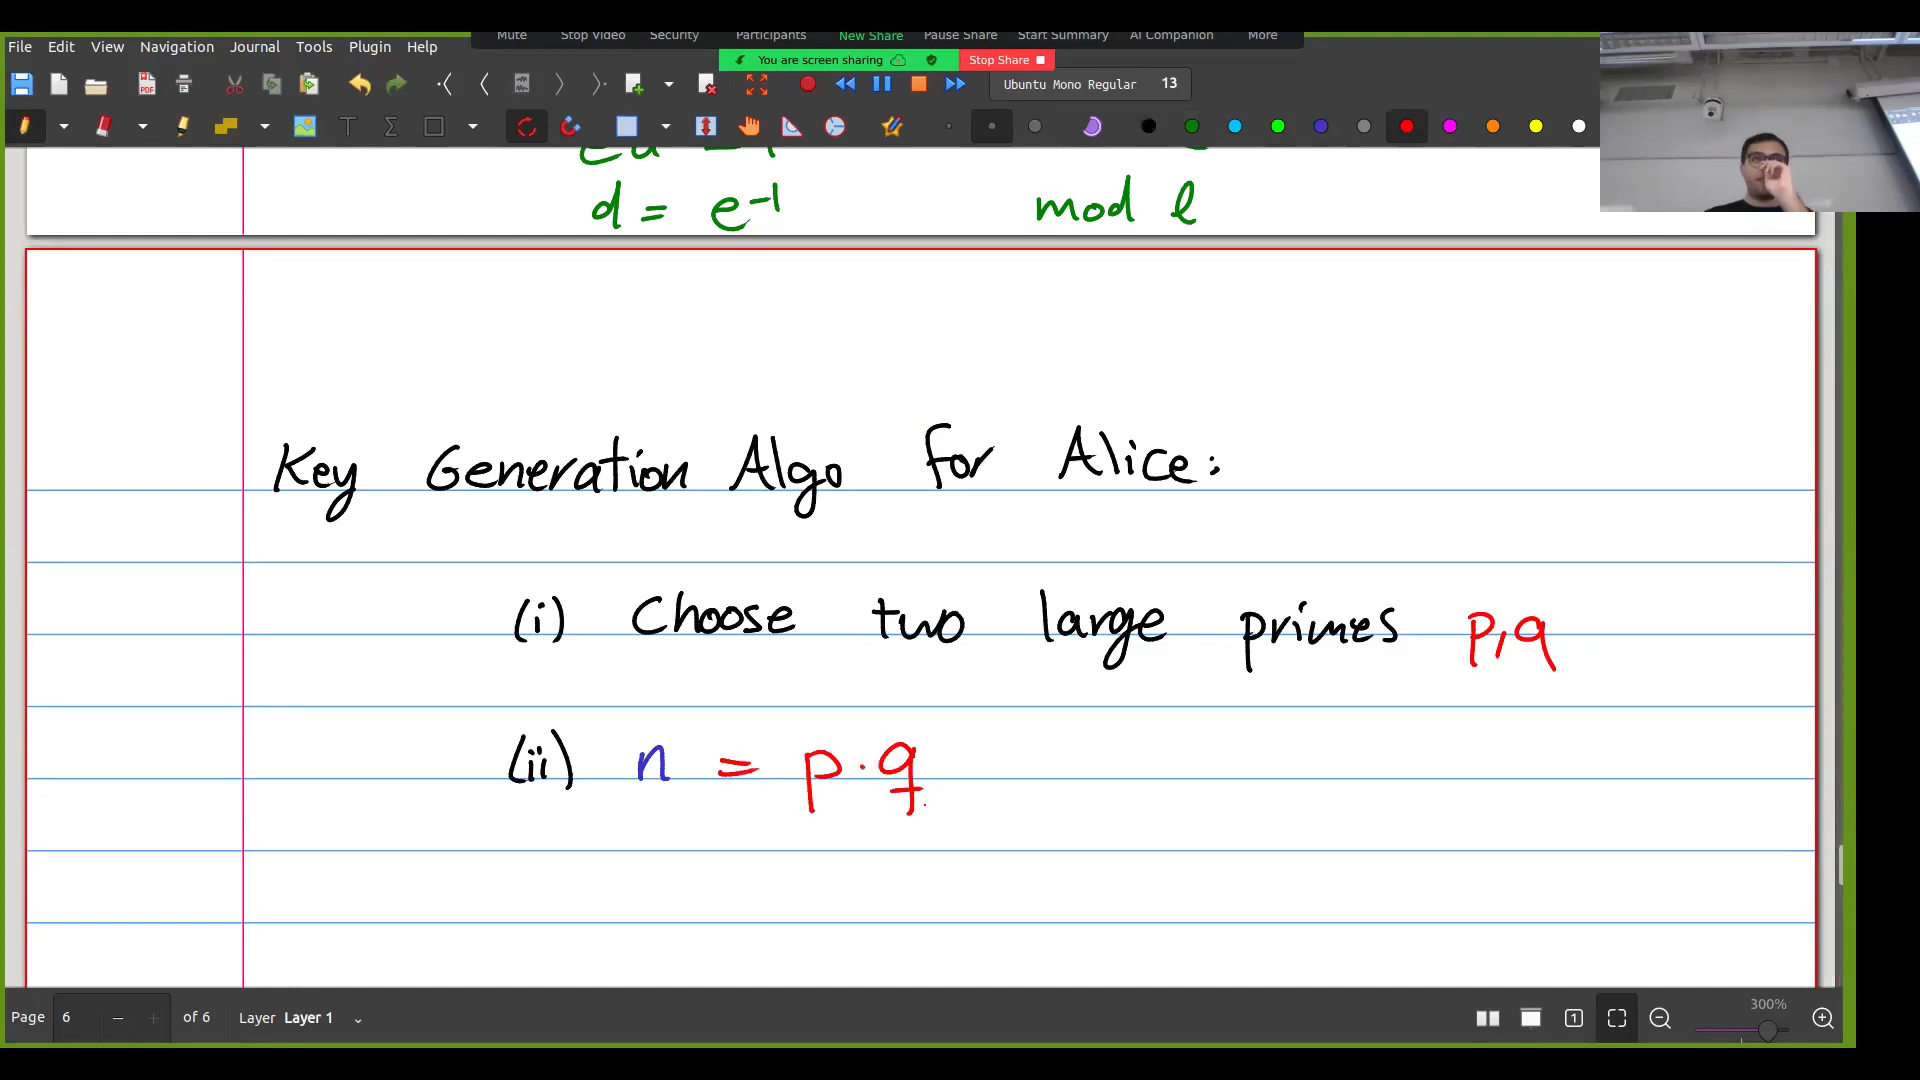 Mute Stop Video Security Participants New Share Pause Share Start Summary AI Companion More
File Edit View Navigation Journal Tools Plugin Help
You are screen sharing Stop Share
Ubuntu Mono Regular 13
d = e⁻¹ mod l
Key Generation Algo for Alice:
(i) Choose two large primes p,q
(ii) n = p · q
Page 6 of 6 Layer Layer 1
300%